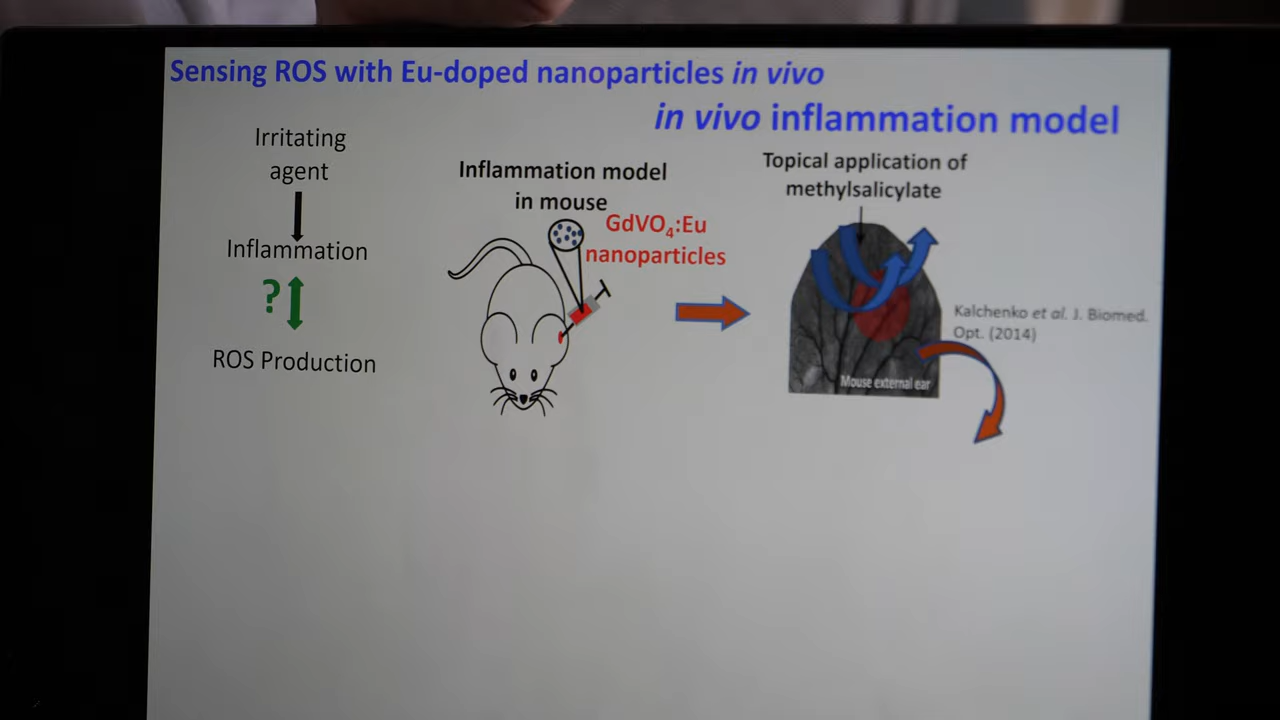 Sensing ROS with Eu-doped nanoparticles in vivo
in vivo inflammation model
Irritating
agent
Inflammation
?
ROS Production
Inflammation model
in mouse
GdVO₄:Eu
nanoparticles
Topical application of
methylsalicylate
Mouse external ear
Kalchenko et al. J. Biomed.
Opt. (2014)